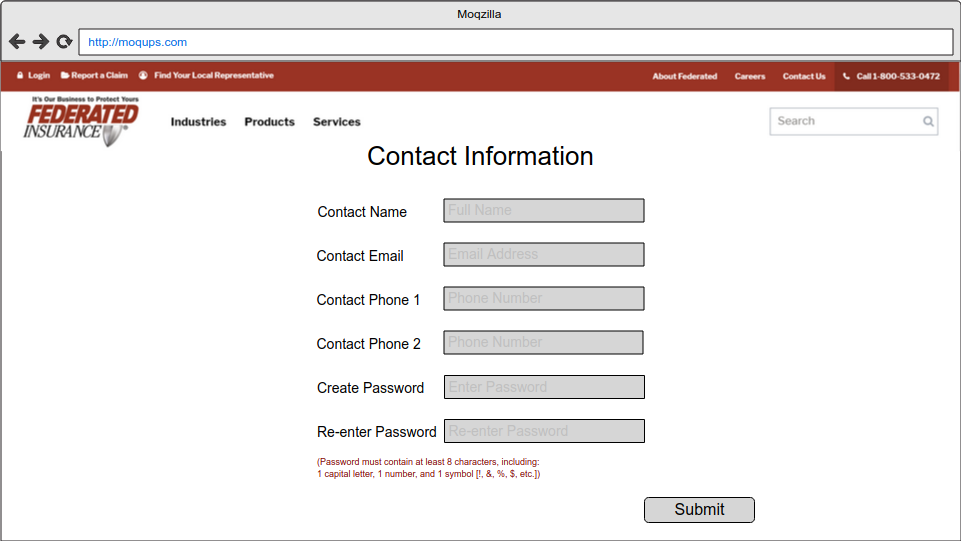 Moqzilla
http://moqups.com
Login Report a Claim Find Your Local Representative About Federated Careers Contact Us Call 1-800-533-0472
It's Our Business to Protect Yours
FEDERATED
INSURANCE®
Industries Products Services Search
Contact Information
Contact Name Full Name
Contact Email Email Address
Contact Phone 1 Phone Number
Contact Phone 2 Phone Number
Create Password Enter Password
Re-enter Password Re-enter Password
(Password must contain at least 8 characters, including:
1 capital letter, 1 number, and 1 symbol [!, &, %, $, etc.])
Submit